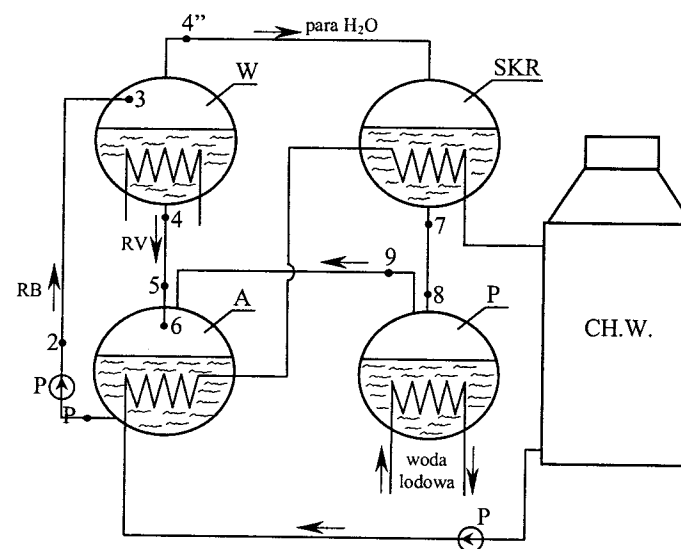 4”
para H₂O
W
SKR
3
4
RV
7
9
5
8
RB
A
P
6
2
CH.W.
P
P
woda
lodowa
P